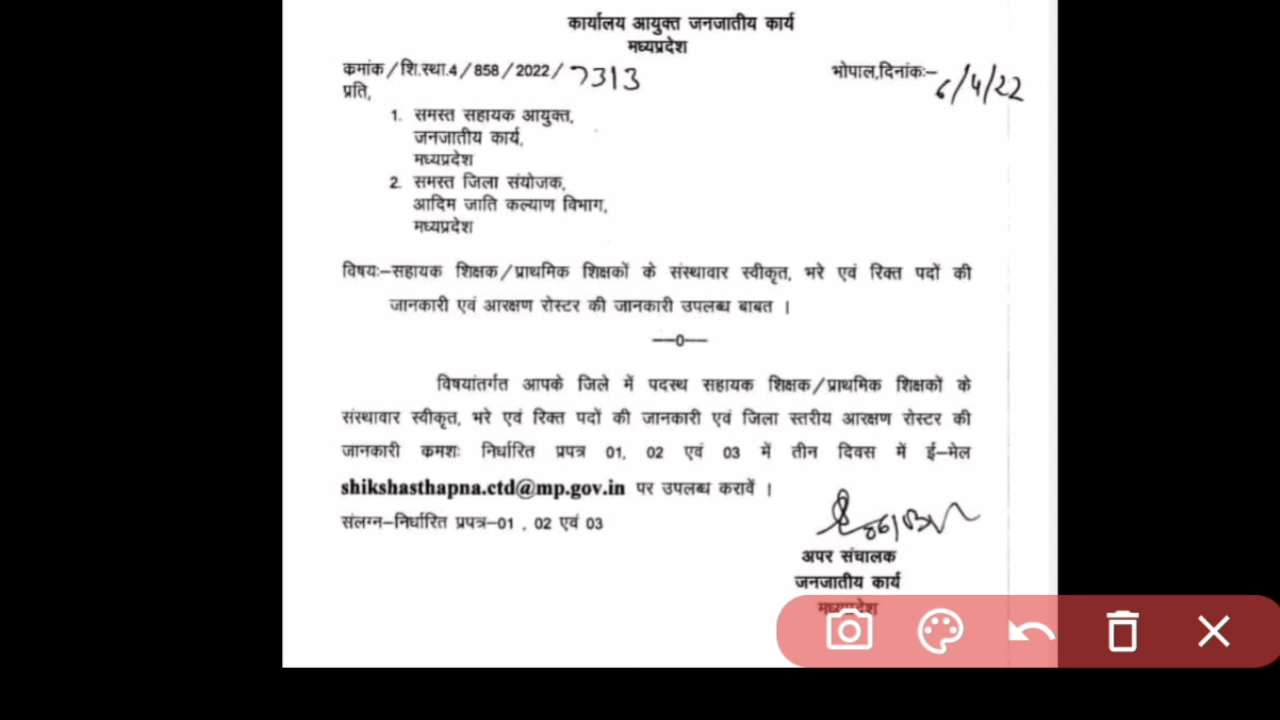 कार्यालय आयुक्त जनजातीय कार्य
मध्यप्रदेश
कमांक/शि.स्था.4/858/2022/7313
भोपाल,दिनांकः–6/4/22
प्रति,
1. समस्त सहायक आयुक्त,
जनजातीय कार्य,
मध्यप्रदेश
2. समस्त जिला संयोजक,
आदिम जाति कल्याण विभाग,
मध्यप्रदेश
विषयः–सहायक शिक्षक/प्राथमिक शिक्षकों के संस्थावार स्वीकृत, भरे एवं रिक्त पदों की
जानकारी एवं आरक्षण रोस्टर की जानकारी उपलब्ध बाबत ।
––0––
विषयांतर्गत आपके जिले में पदस्थ सहायक शिक्षक/प्राथमिक शिक्षकों के
संस्थावार स्वीकृत, भरे एवं रिक्त पदों की जानकारी एवं जिला स्तरीय आरक्षण रोस्टर की
जानकारी कमशः निर्धारित प्रपत्र 01, 02 एवं 03 में तीन दिवस में ई–मेल
shikshasthapna.ctd@mp.gov.in पर उपलब्ध करावें ।
संलग्न–निर्धारित प्रपत्र–01 , 02 एवं 03
अपर संचालक
जनजातीय कार्य
मध्यप्रदेश